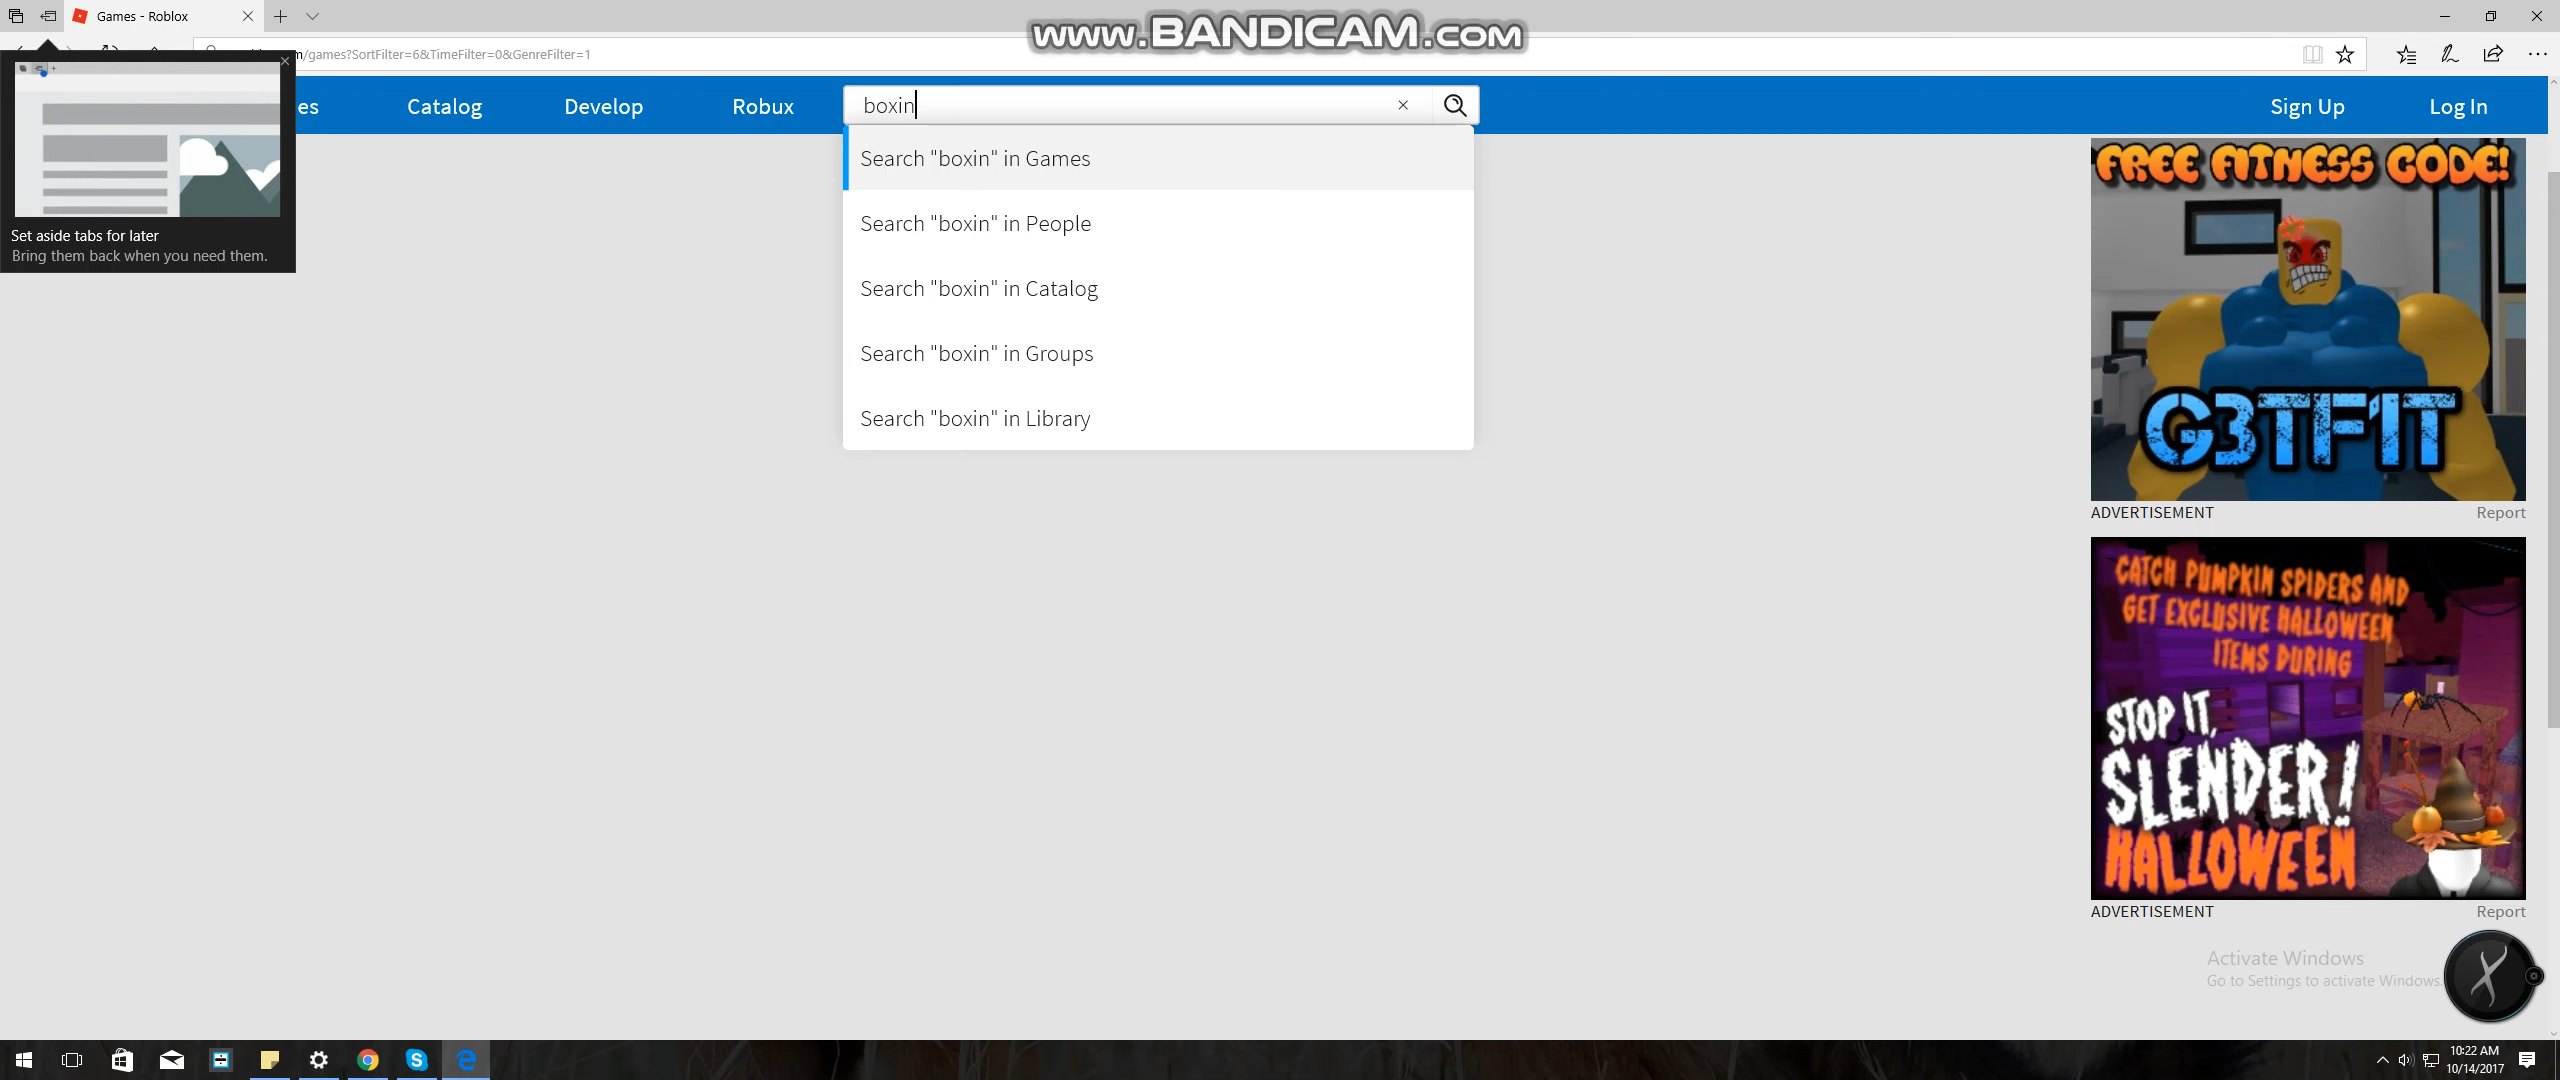 Games - Roblox
www.BANDICAM.com
/games?SortFilter=6&TimeFilter=0&GenreFilter=1
es
Catalog
Develop
Robux
boxin
Sign Up
Log In
Set aside tabs for later
Bring them back when you need them.
Search "boxin" in Games
Search "boxin" in People
Search "boxin" in Catalog
Search "boxin" in Groups
Search "boxin" in Library
FREE FITNESS CODE!
G3TF1T
ADVERTISEMENT
Report
CATCH PUMPKIN SPIDERS AND
GET EXCLUSIVE HALLOWEEN
ITEMS DURING
STOP IT,
SLENDER!
HALLOWEEN
ADVERTISEMENT
Report
Activate Windows
Go to Settings to activate Windows.
10:22 AM
10/14/2017